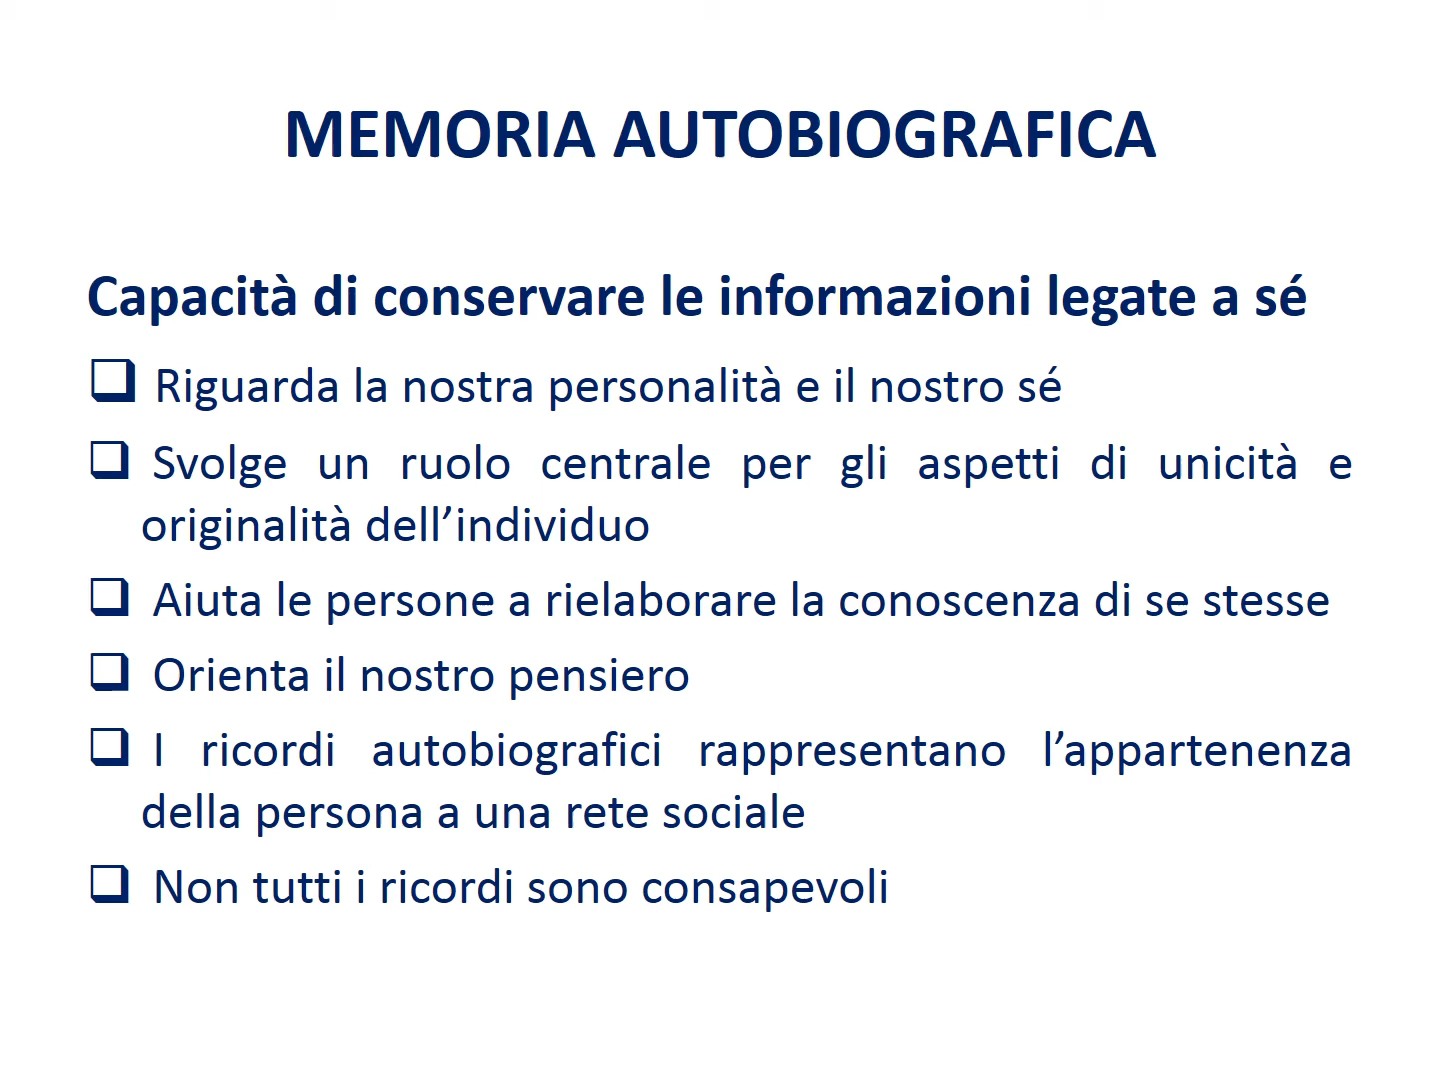 MEMORIA AUTOBIOGRAFICA
Capacità di conservare le informazioni legate a sé
❑ Riguarda la nostra personalità e il nostro sé
❑ Svolge un ruolo centrale per gli aspetti di unicità e
originalità dell’individuo
❑ Aiuta le persone a rielaborare la conoscenza di se stesse
❑ Orienta il nostro pensiero
❑ I ricordi autobiografici rappresentano l’appartenenza
della persona a una rete sociale
❑ Non tutti i ricordi sono consapevoli